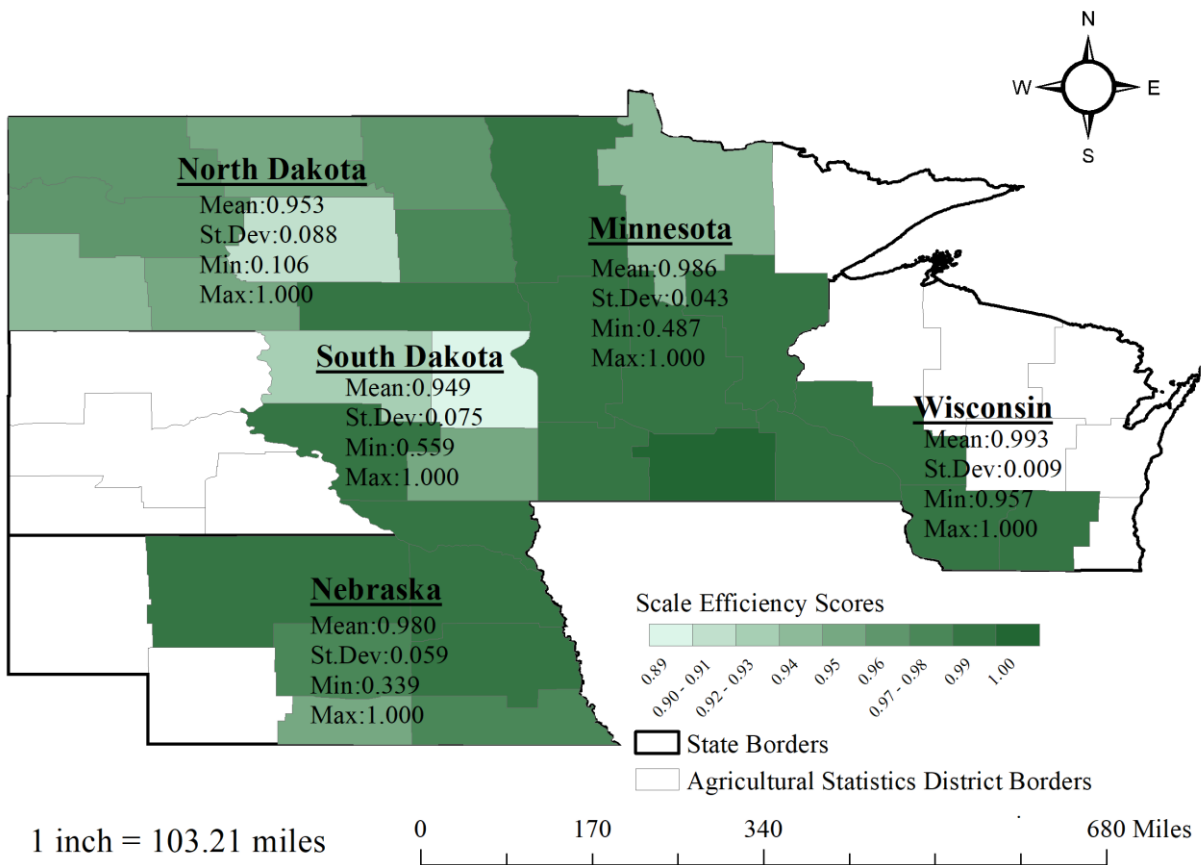 N
W
E
S
North Dakota
Mean:0.953
St.Dev:0.088
Min:0.106
Max:1.000
Minnesota
Mean:0.986
St.Dev:0.043
Min:0.487
Max:1.000
South Dakota
Mean:0.949
St.Dev:0.075
Min:0.559
Max:1.000
Wisconsin
Mean:0.993
St.Dev:0.009
Min:0.957
Max:1.000
Nebraska
Mean:0.980
St.Dev:0.059
Min:0.339
Max:1.000
Scale Efficiency Scores
0.89
0.90 - 0.91
0.92 - 0.93
0.94
0.95
0.96
0.97 - 0.98
0.99
1.00
State Borders
Agricultural Statistics District Borders
1 inch = 103.21 miles
0 170 340 680 Miles